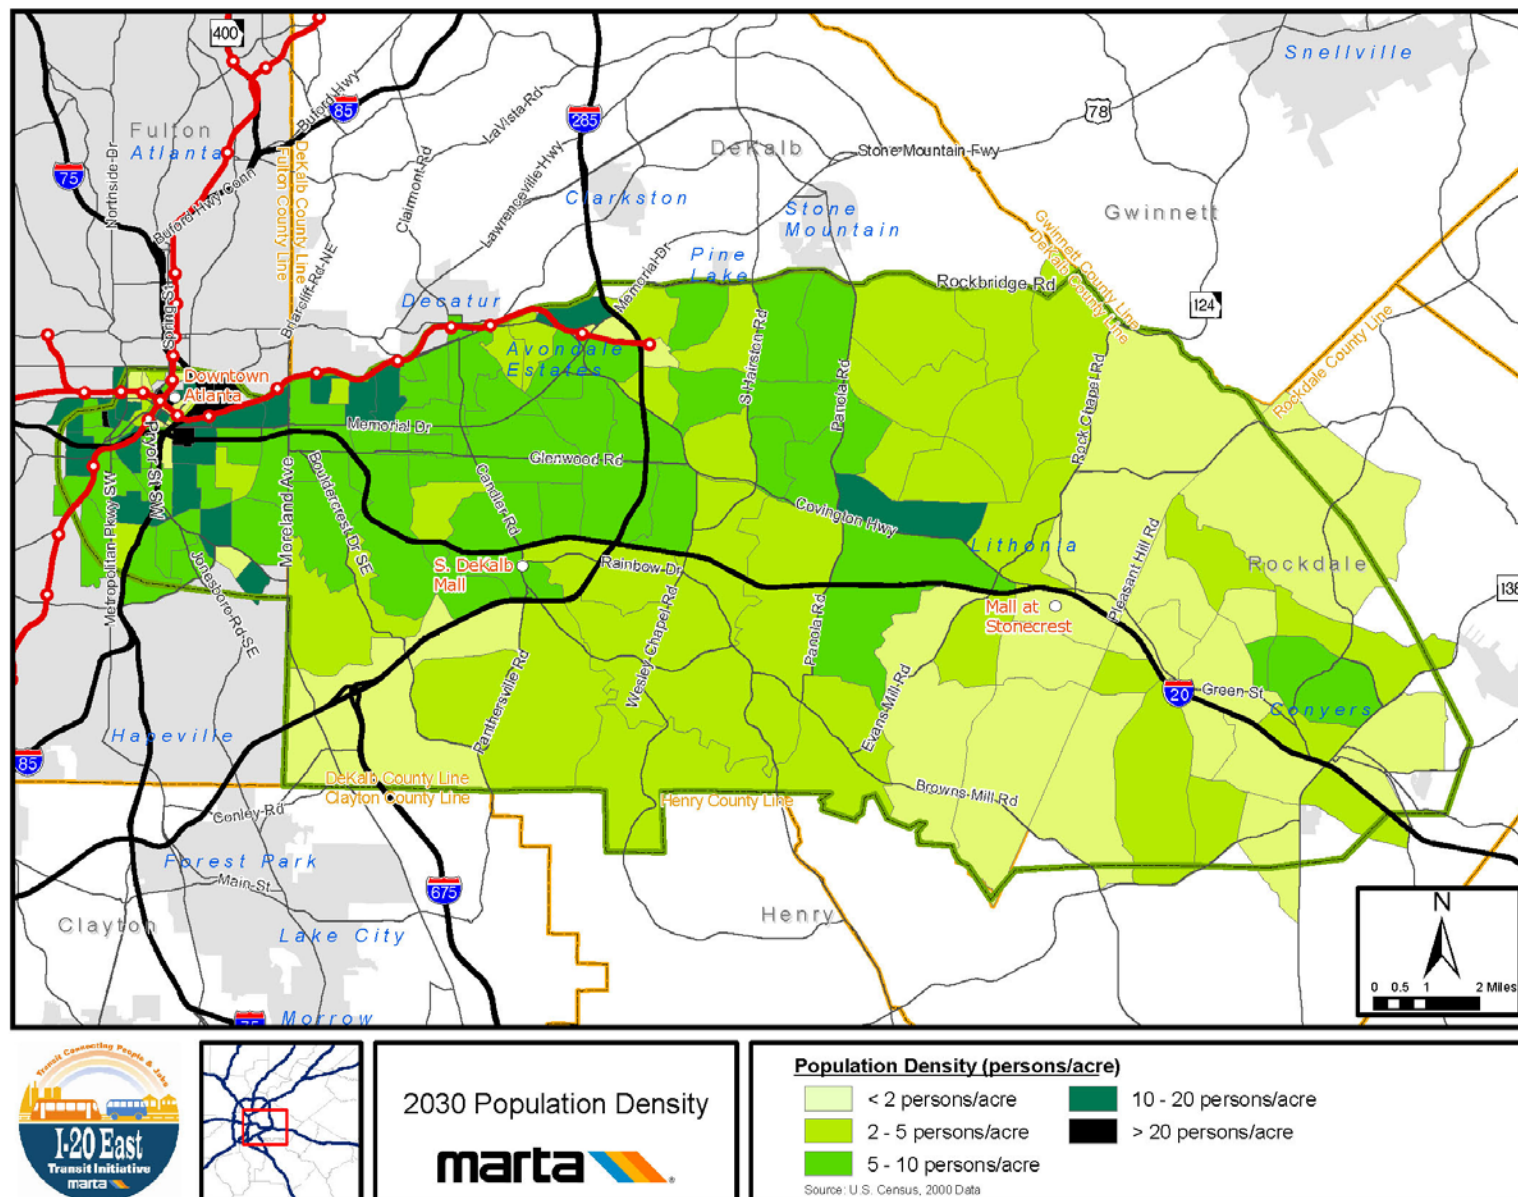 400
Snellville
Fulton
Atlanta
Buford Hwy
85
285
LaVista-Rd
78
75
Northside-Dr
DeKalb County Line
Fulton County Line
Clairmont-Rd
Lawrenceville Hwy
DeKalb
Stone-Mountain-Fwy
Buford Hwy Conn
Clarkston
Stone
Mountain
Gwinnett
Gwinnett County Line
DeKalb County Line
Pine
Lake
Memorial-Dr
Rockbridge Rd
Briarcliff-Rd-NE
Decatur
Spring-St
124
Rockdale County Line
Avondale
Estates
S-Hairston-Rd
Panola-Rd
Rock Chapel-Rd
Downtown
Atlanta
Memorial Dr
Pryor-St-SW
Glenwood Rd
Metropolitan-Pkwy-SW
Moreland Ave
Bouldercrest-Dr-SE
Candler-Rd
Covington Hwy
Lithonia
Pleasant Hill-Rd
Rockdale
Jonesboro-Rd-SE
S. DeKalb
Mall
Rainbow-Dr
Wesley-Chapel-Rd
Panola-Rd
Mall at
Stonecrest
138
Panthersville Rd
Evans-Mill-Rd
20
Green-St
Conyers
Hapeville
85
DeKalb County Line
Clayton County Line
Henry County Line
Browns-Mill-Rd
Conley-Rd
Forest Park
Main-St
675
Clayton
Lake City
Henry
Morrow
75
N
0 0.5 1 2 Miles
Transit Connecting People & Jobs
I-20 East
Transit Initiative
marta
2030 Population Density
marta
Population Density (persons/acre)
< 2 persons/acre
2 - 5 persons/acre
5 - 10 persons/acre
10 - 20 persons/acre
> 20 persons/acre
Source: U.S. Census, 2000 Data